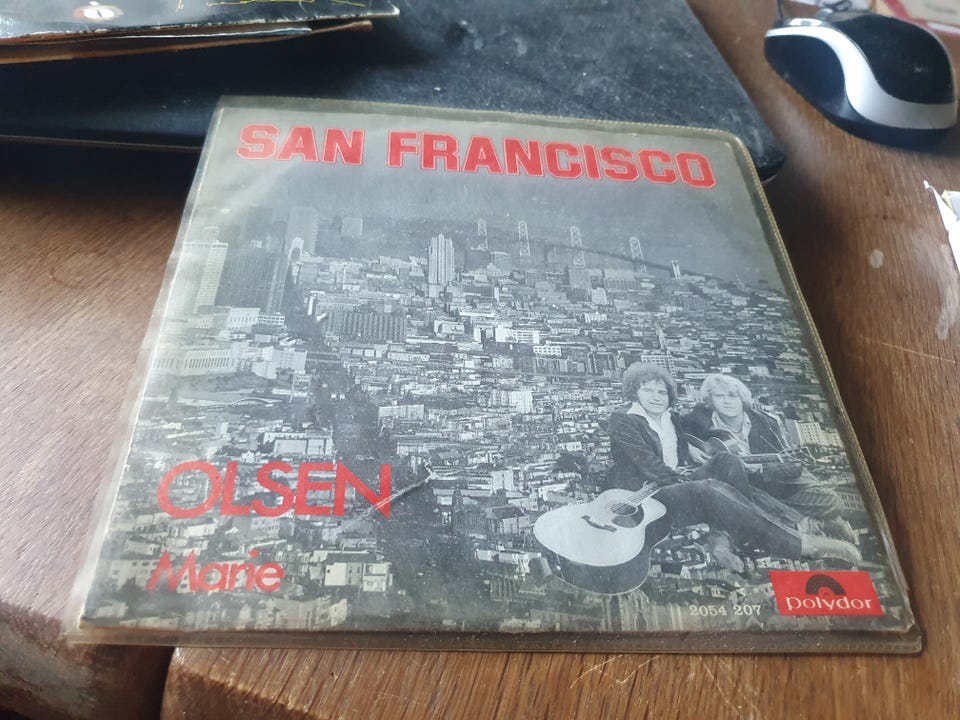 SAN FRANCISCO
OLSEN
Marie
2054 207
polydor